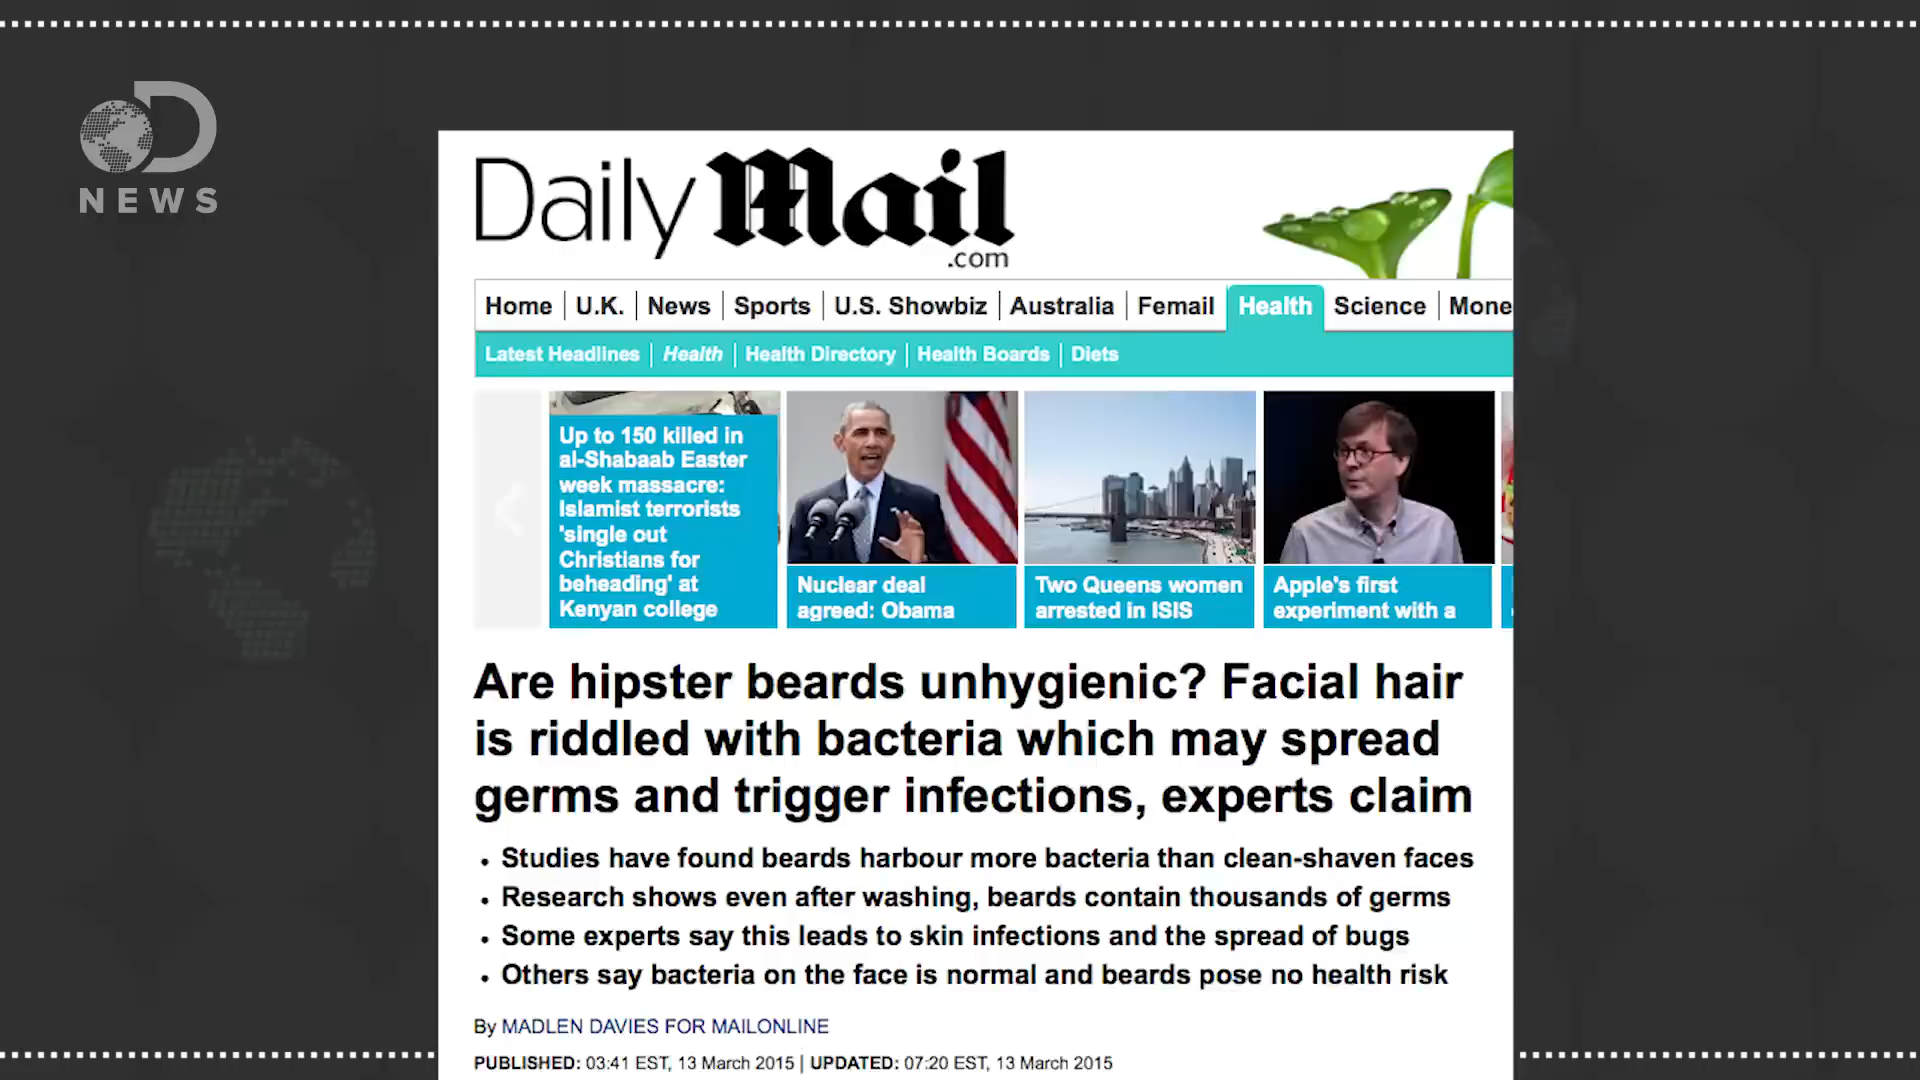 D
NEWS
Daily Mail
.com
Home U.K. News Sports U.S. Showbiz Australia Femail Health Science Mone
Latest Headlines Health Health Directory Health Boards Diets
Up to 150 killed in
al-Shabaab Easter
week massacre:
Islamist terrorists
'single out
Christians for
beheading' at
Kenyan college
Nuclear deal
agreed: Obama
Two Queens women
arrested in ISIS
Apple's first
experiment with a
Are hipster beards unhygienic? Facial hair
is riddled with bacteria which may spread
germs and trigger infections, experts claim
• Studies have found beards harbour more bacteria than clean-shaven faces
• Research shows even after washing, beards contain thousands of germs
• Some experts say this leads to skin infections and the spread of bugs
• Others say bacteria on the face is normal and beards pose no health risk
By MADLEN DAVIES FOR MAILONLINE
PUBLISHED: 03:41 EST, 13 March 2015 | UPDATED: 07:20 EST, 13 March 2015